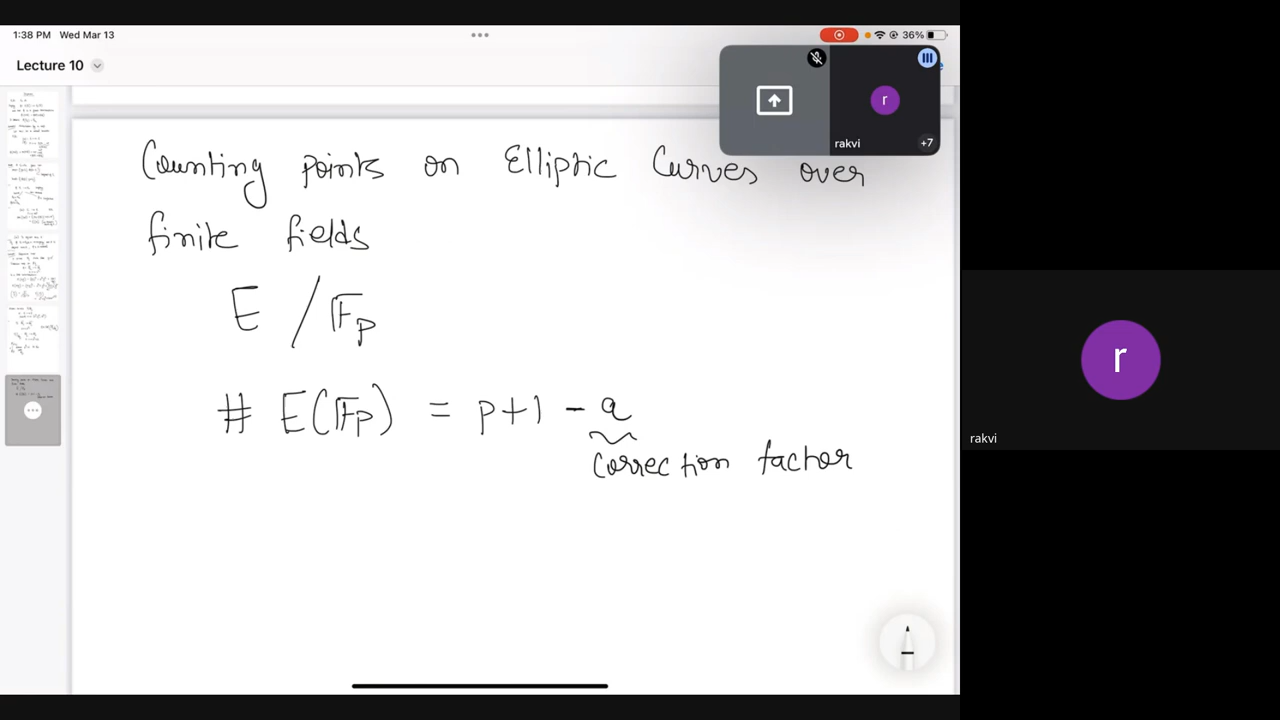 1:38 PM Wed Mar 13
36%
Lecture 10
r
rakvi
+7
Counting points on Elliptic Curves over
finite fields
E / 𝔽p
# E(𝔽p) = p+1 - a
Correction factor
r
rakvi